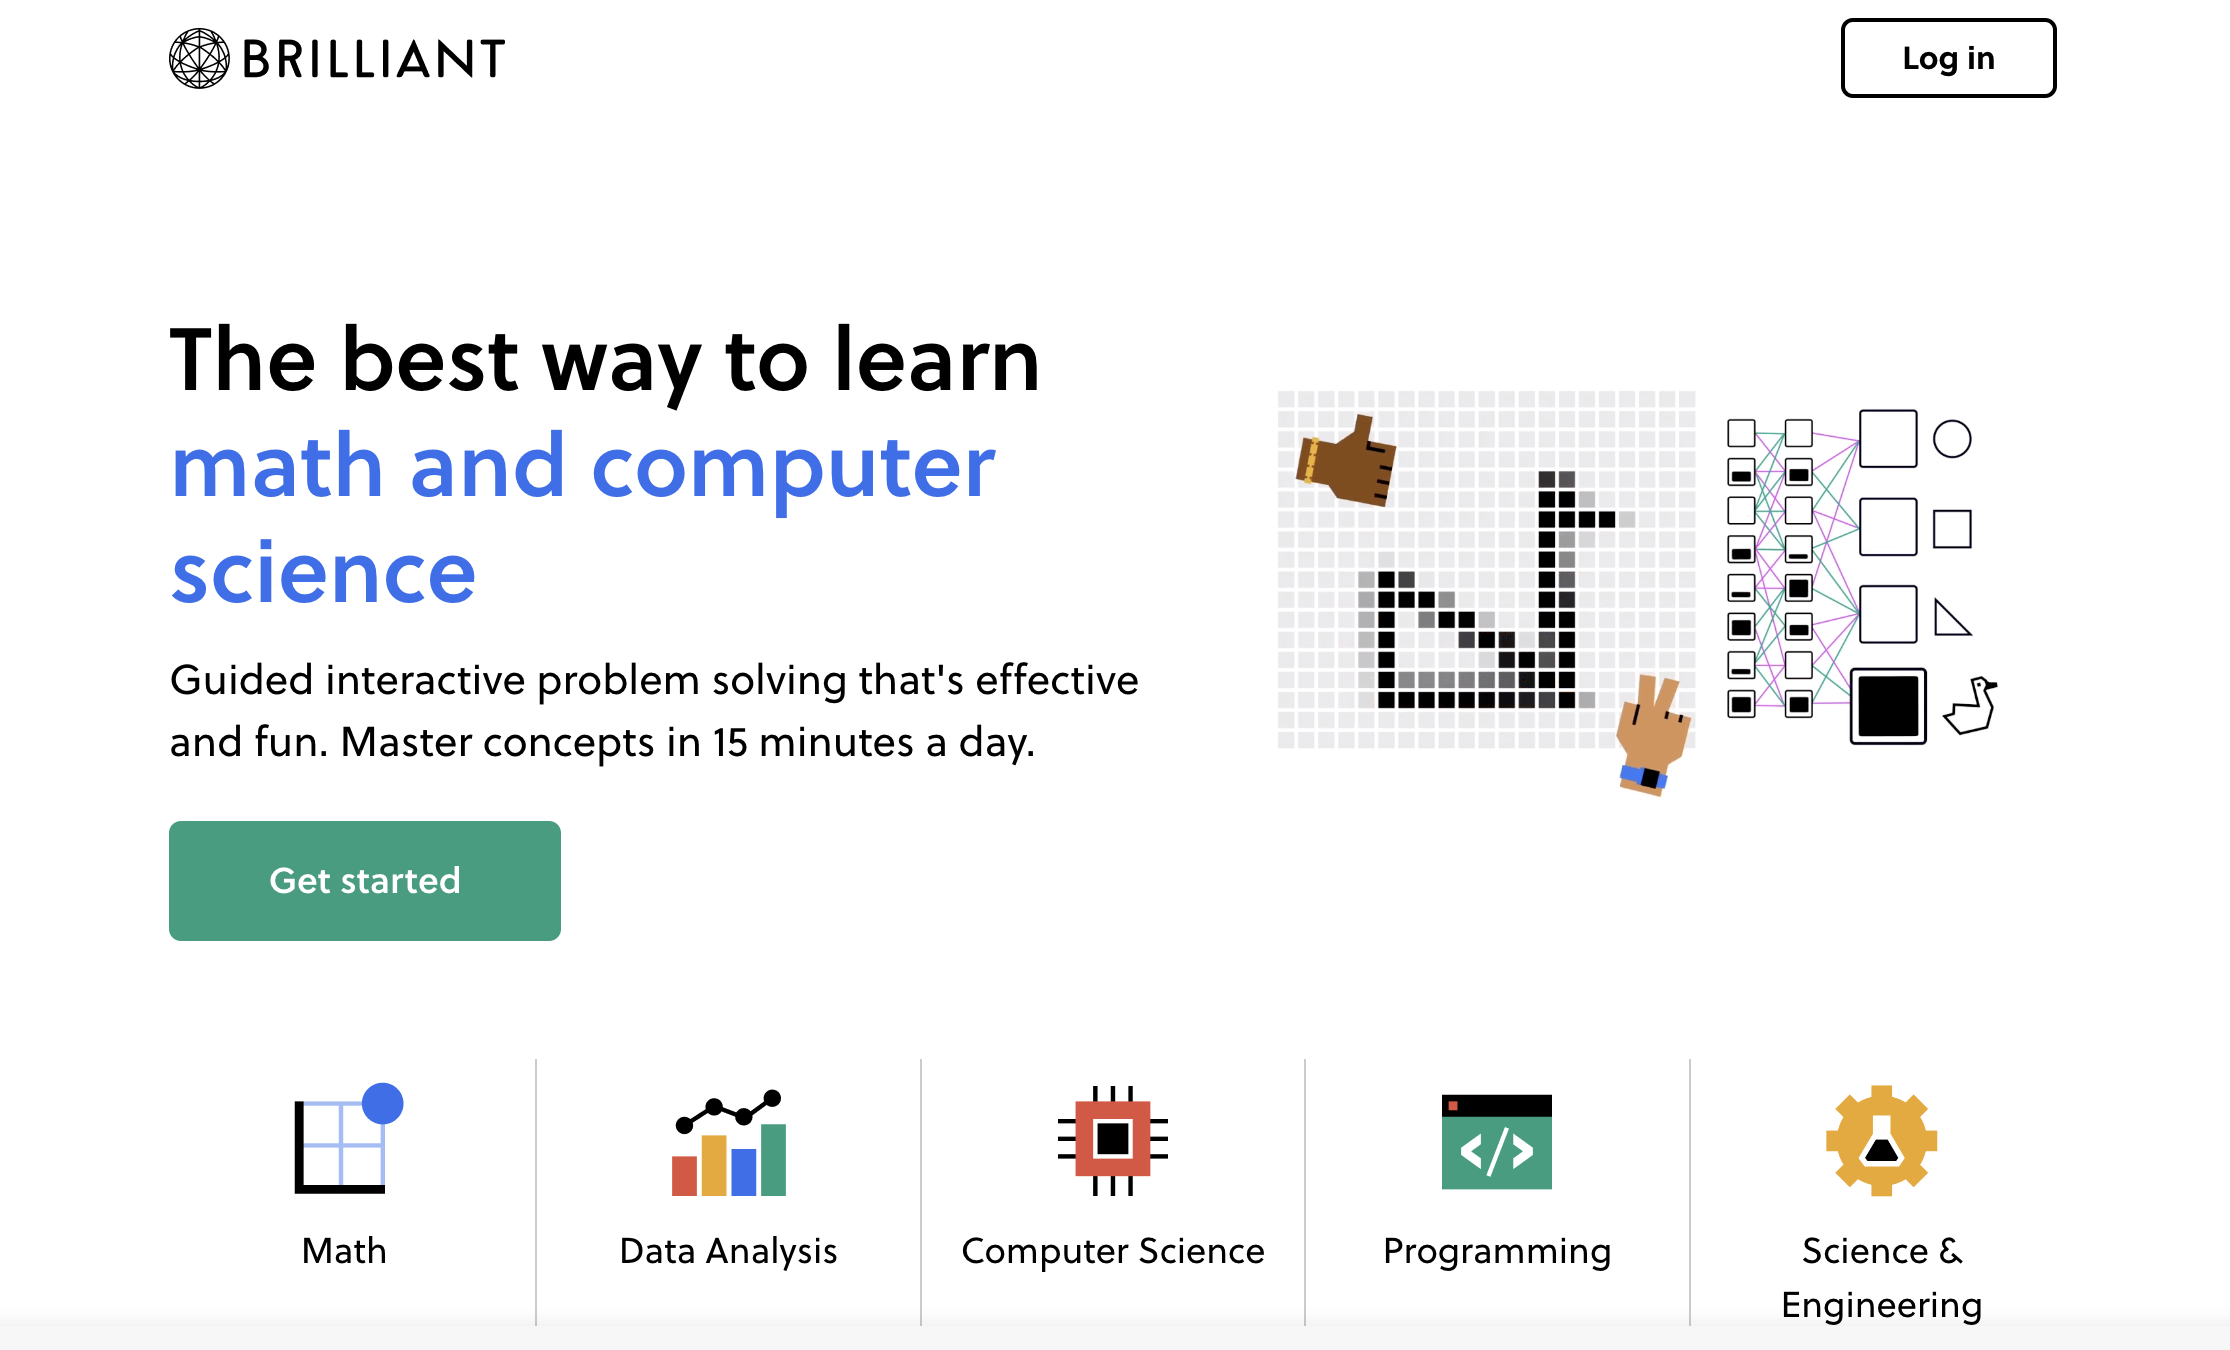 BRILLIANT
Log in
The best way to learn
math and computer
science
Guided interactive problem solving that's effective
and fun. Master concepts in 15 minutes a day.
Get started
</>
Math
Data Analysis
Computer Science
Programming
Science &
Engineering